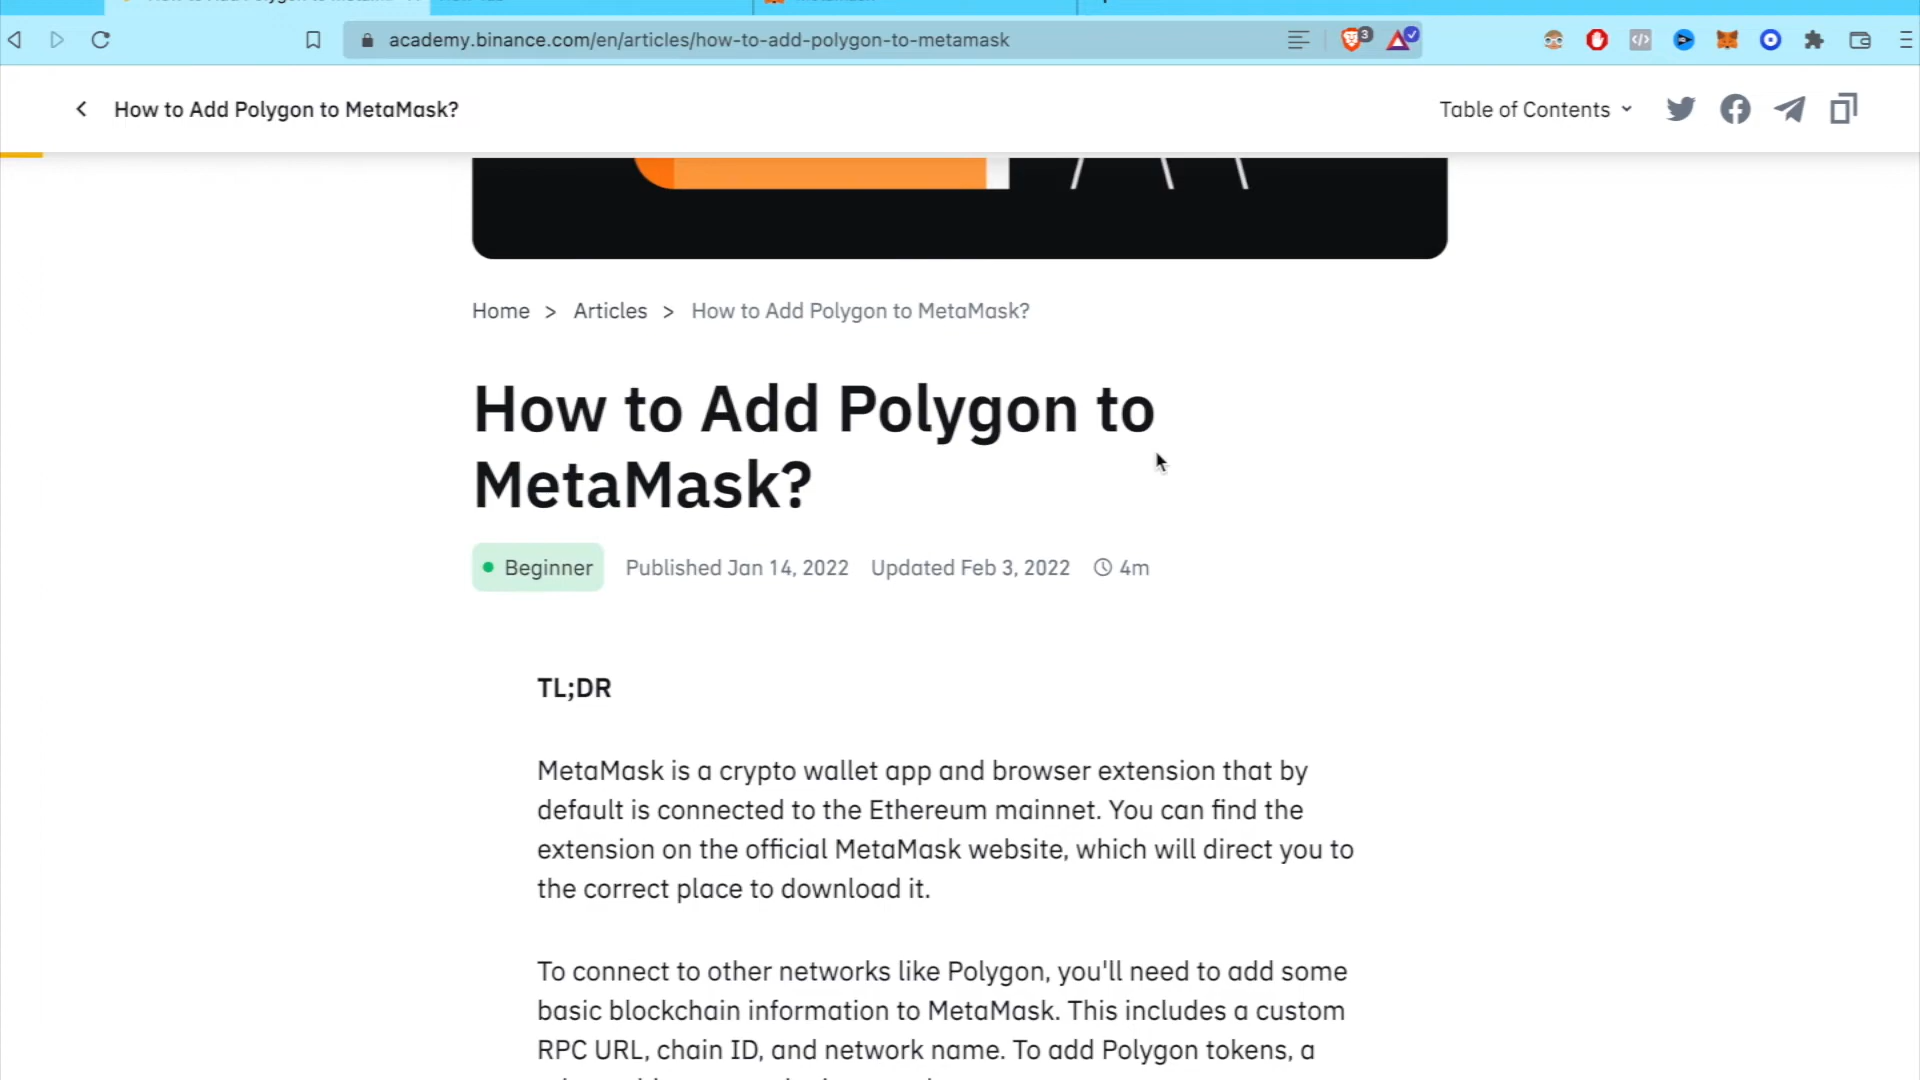 academy.binance.com/en/articles/how-to-add-polygon-to-metamask
3
How to Add Polygon to MetaMask?
Table of Contents
Home > Articles > How to Add Polygon to MetaMask?
How to Add Polygon to
MetaMask?
Beginner Published Jan 14, 2022 Updated Feb 3, 2022 4m
TL;DR
MetaMask is a crypto wallet app and browser extension that by
default is connected to the Ethereum mainnet. You can find the
extension on the official MetaMask website, which will direct you to
the correct place to download it.
To connect to other networks like Polygon, you'll need to add some
basic blockchain information to MetaMask. This includes a custom
RPC URL, chain ID, and network name. To add Polygon tokens, a